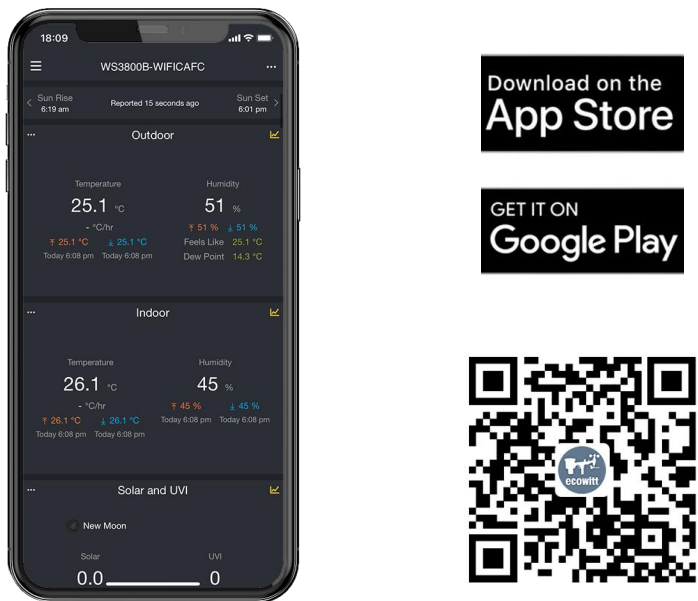 18:09
WS3800B-WIFICAFC
...
Sun Rise
6:19 am
Reported 15 seconds ago
Sun Set
6:01 pm
...
Outdoor
Temperature
Humidity
25.1 °C
51 %
- °C/hr
51 %
51 %
25.1 °C
25.1 °C
Feels Like 25.1 °C
Today 6:08 pm Today 6:08 pm
Dew Point 14.3 °C
...
Indoor
Temperature
Humidity
26.1 °C
45 %
- °C/hr
45 %
45 %
26.1 °C
26.1 °C
Today 6:08 pm Today 6:08 pm
Today 6:08 pm Today 6:08 pm
...
Solar and UVI
New Moon
Solar
UVI
0.0
0
Download on the
App Store
GET IT ON
Google Play
ecowitt